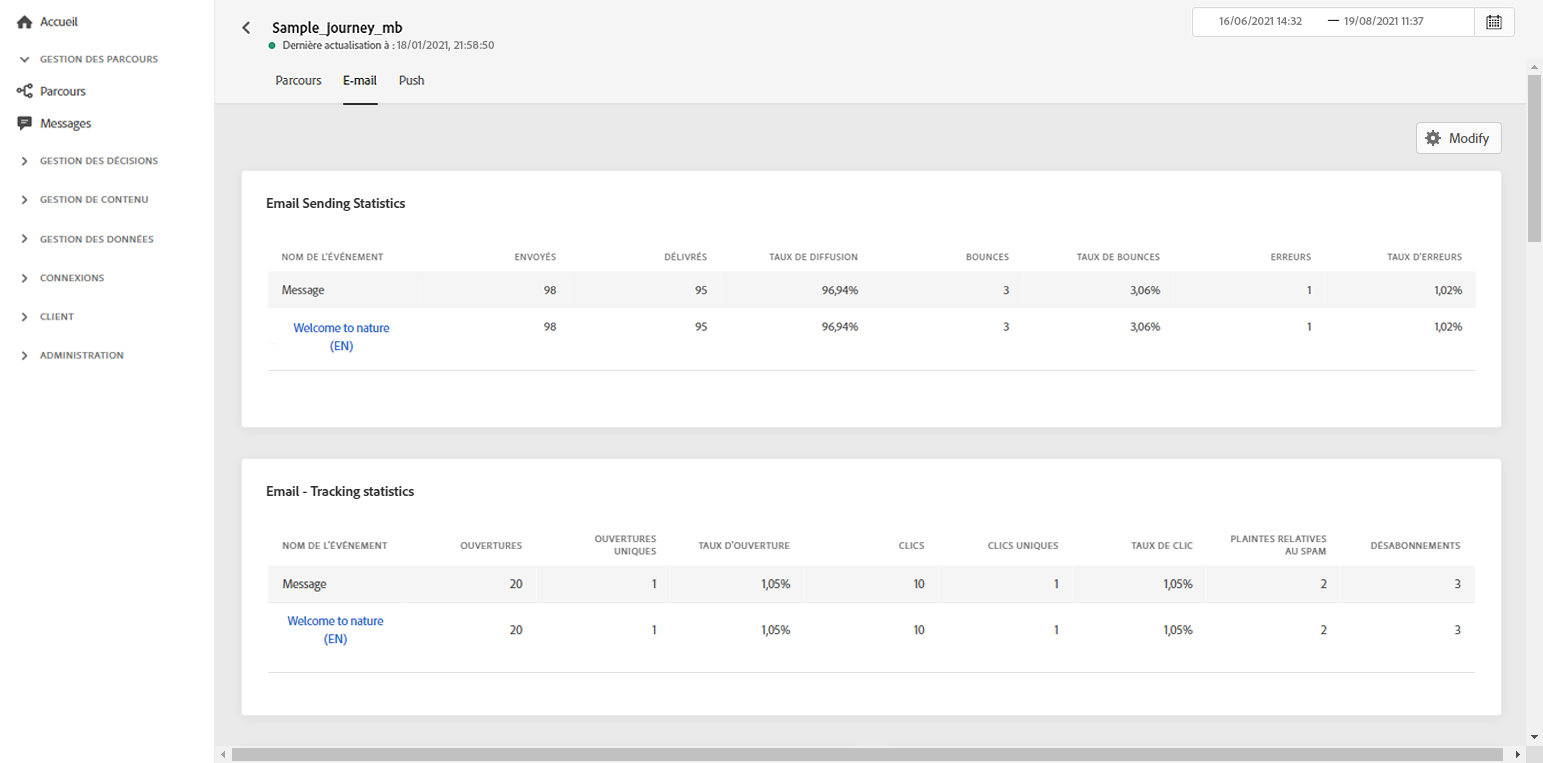 Accueil
GESTION DES PARCOURS
Parcours
Messages
GESTION DES DÉCISIONS
GESTION DE CONTENU
GESTION DES DONNÉES
CONNEXIONS
CLIENT
ADMINISTRATION
Sample_journey_mb
Dernière actualisation à : 18/01/2021, 21:58:50
16/06/2021 14:32 — 19/08/2021 11:37
Parcours E-mail Push
Modify
Email Sending Statistics
NOM DE L'ÉVÉNEMENT ENVOYÉS DÉLIVRÉS TAUX DE DIFFUSION BOUNCES TAUX DE BOUNCES ERREURS TAUX D'ERREURS
Message 98 95 96,94% 3 3,06% 1 1,02%
Welcome to nature 98 95 96,94% 3 3,06% 1 1,02%
(EN)
Email - Tracking statistics
NOM DE L'ÉVÉNEMENT OUVERTURES OUVERTURES UNIQUES TAUX D'OUVERTURE CLICS CLICS UNIQUES TAUX DE CLIC PLAINTES RELATIVES AU SPAM DÉSABONNEMENTS
Message 20 1 1,05% 10 1 1,05% 2 3
Welcome to nature
(EN) 20 1 1,05% 10 1 1,05% 2 3